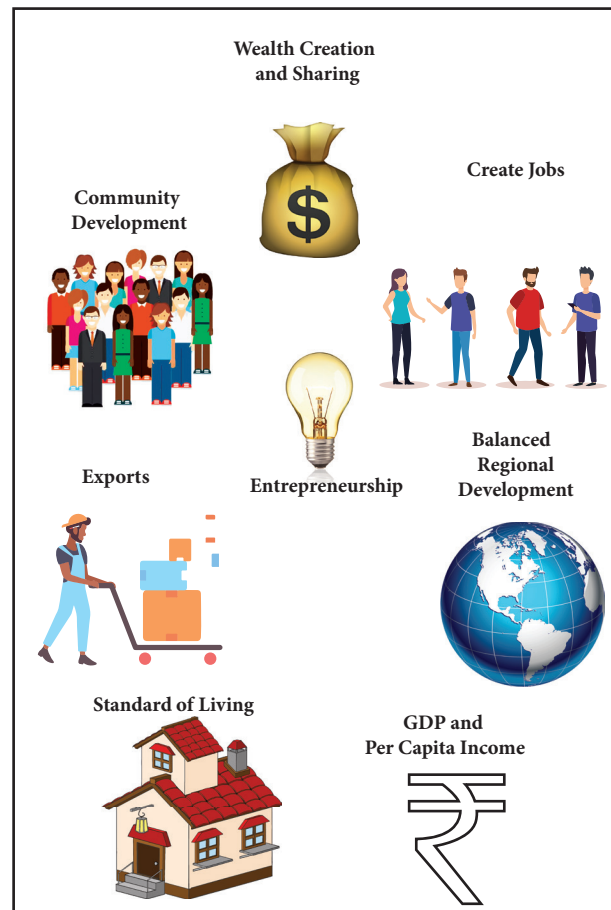 Wealth Creation
and Sharing
$
Create Jobs
Community
Development
Entrepreneurship
Balanced
Regional
Development
Exports
Standard of Living
GDP and
Per Capita Income
₹